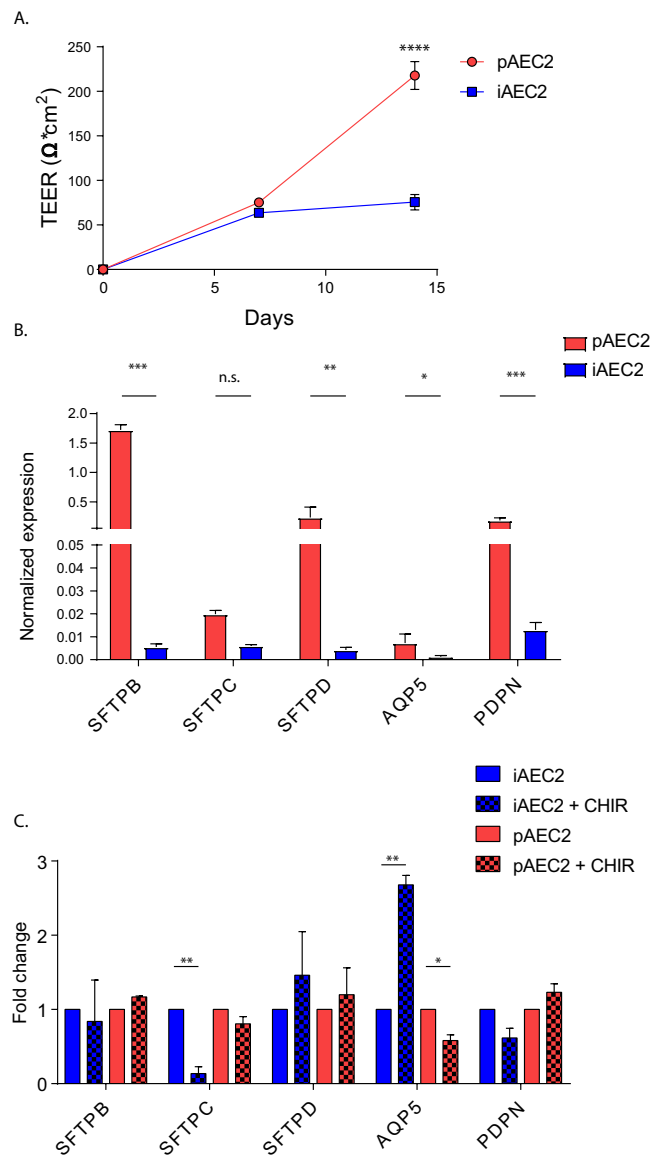 A.
****
pAEC2
iAEC2
TEER (Ω*cm2)
250
200
150
100
50
0
0 5 10 15
Days
B.
pAEC2
iAEC2
*** n.s. ** * ***
Normalized expression
2.0
1.5
1.0
0.5
0.05
0.04
0.03
0.02
0.01
0.00
SFTPB SFTPC SFTPD AQP5 PDPN
iAEC2
iAEC2 + CHIR
pAEC2
pAEC2 + CHIR
C.
Fold change
3
2
1
0
** ** *
SFTPB SFTPC SFTPD AQP5 PDPN